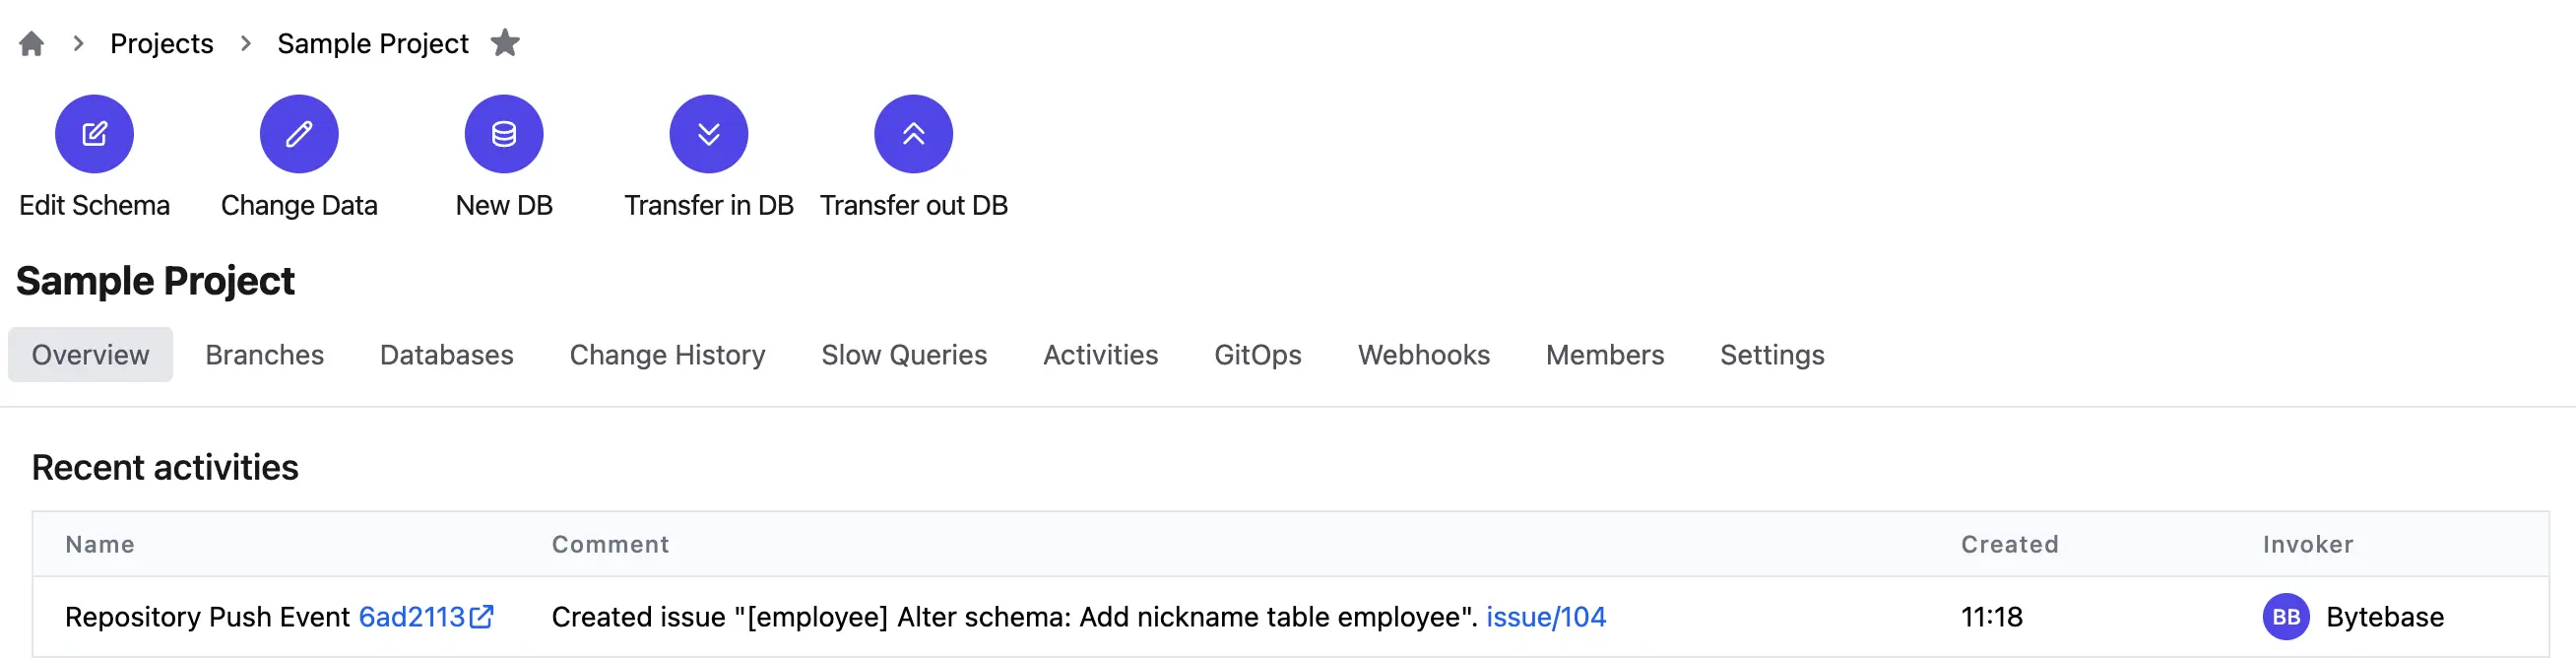 Projects Sample Project
Edit Schema Change Data New DB Transfer in DB Transfer out DB
Sample Project
Overview Branches Databases Change History Slow Queries Activities GitOps Webhooks Members Settings
Recent activities
Name Comment Created Invoker
Repository Push Event 6ad2113 Created issue "[employee] Alter schema: Add nickname table employee". issue/104 11:18 BB Bytebase